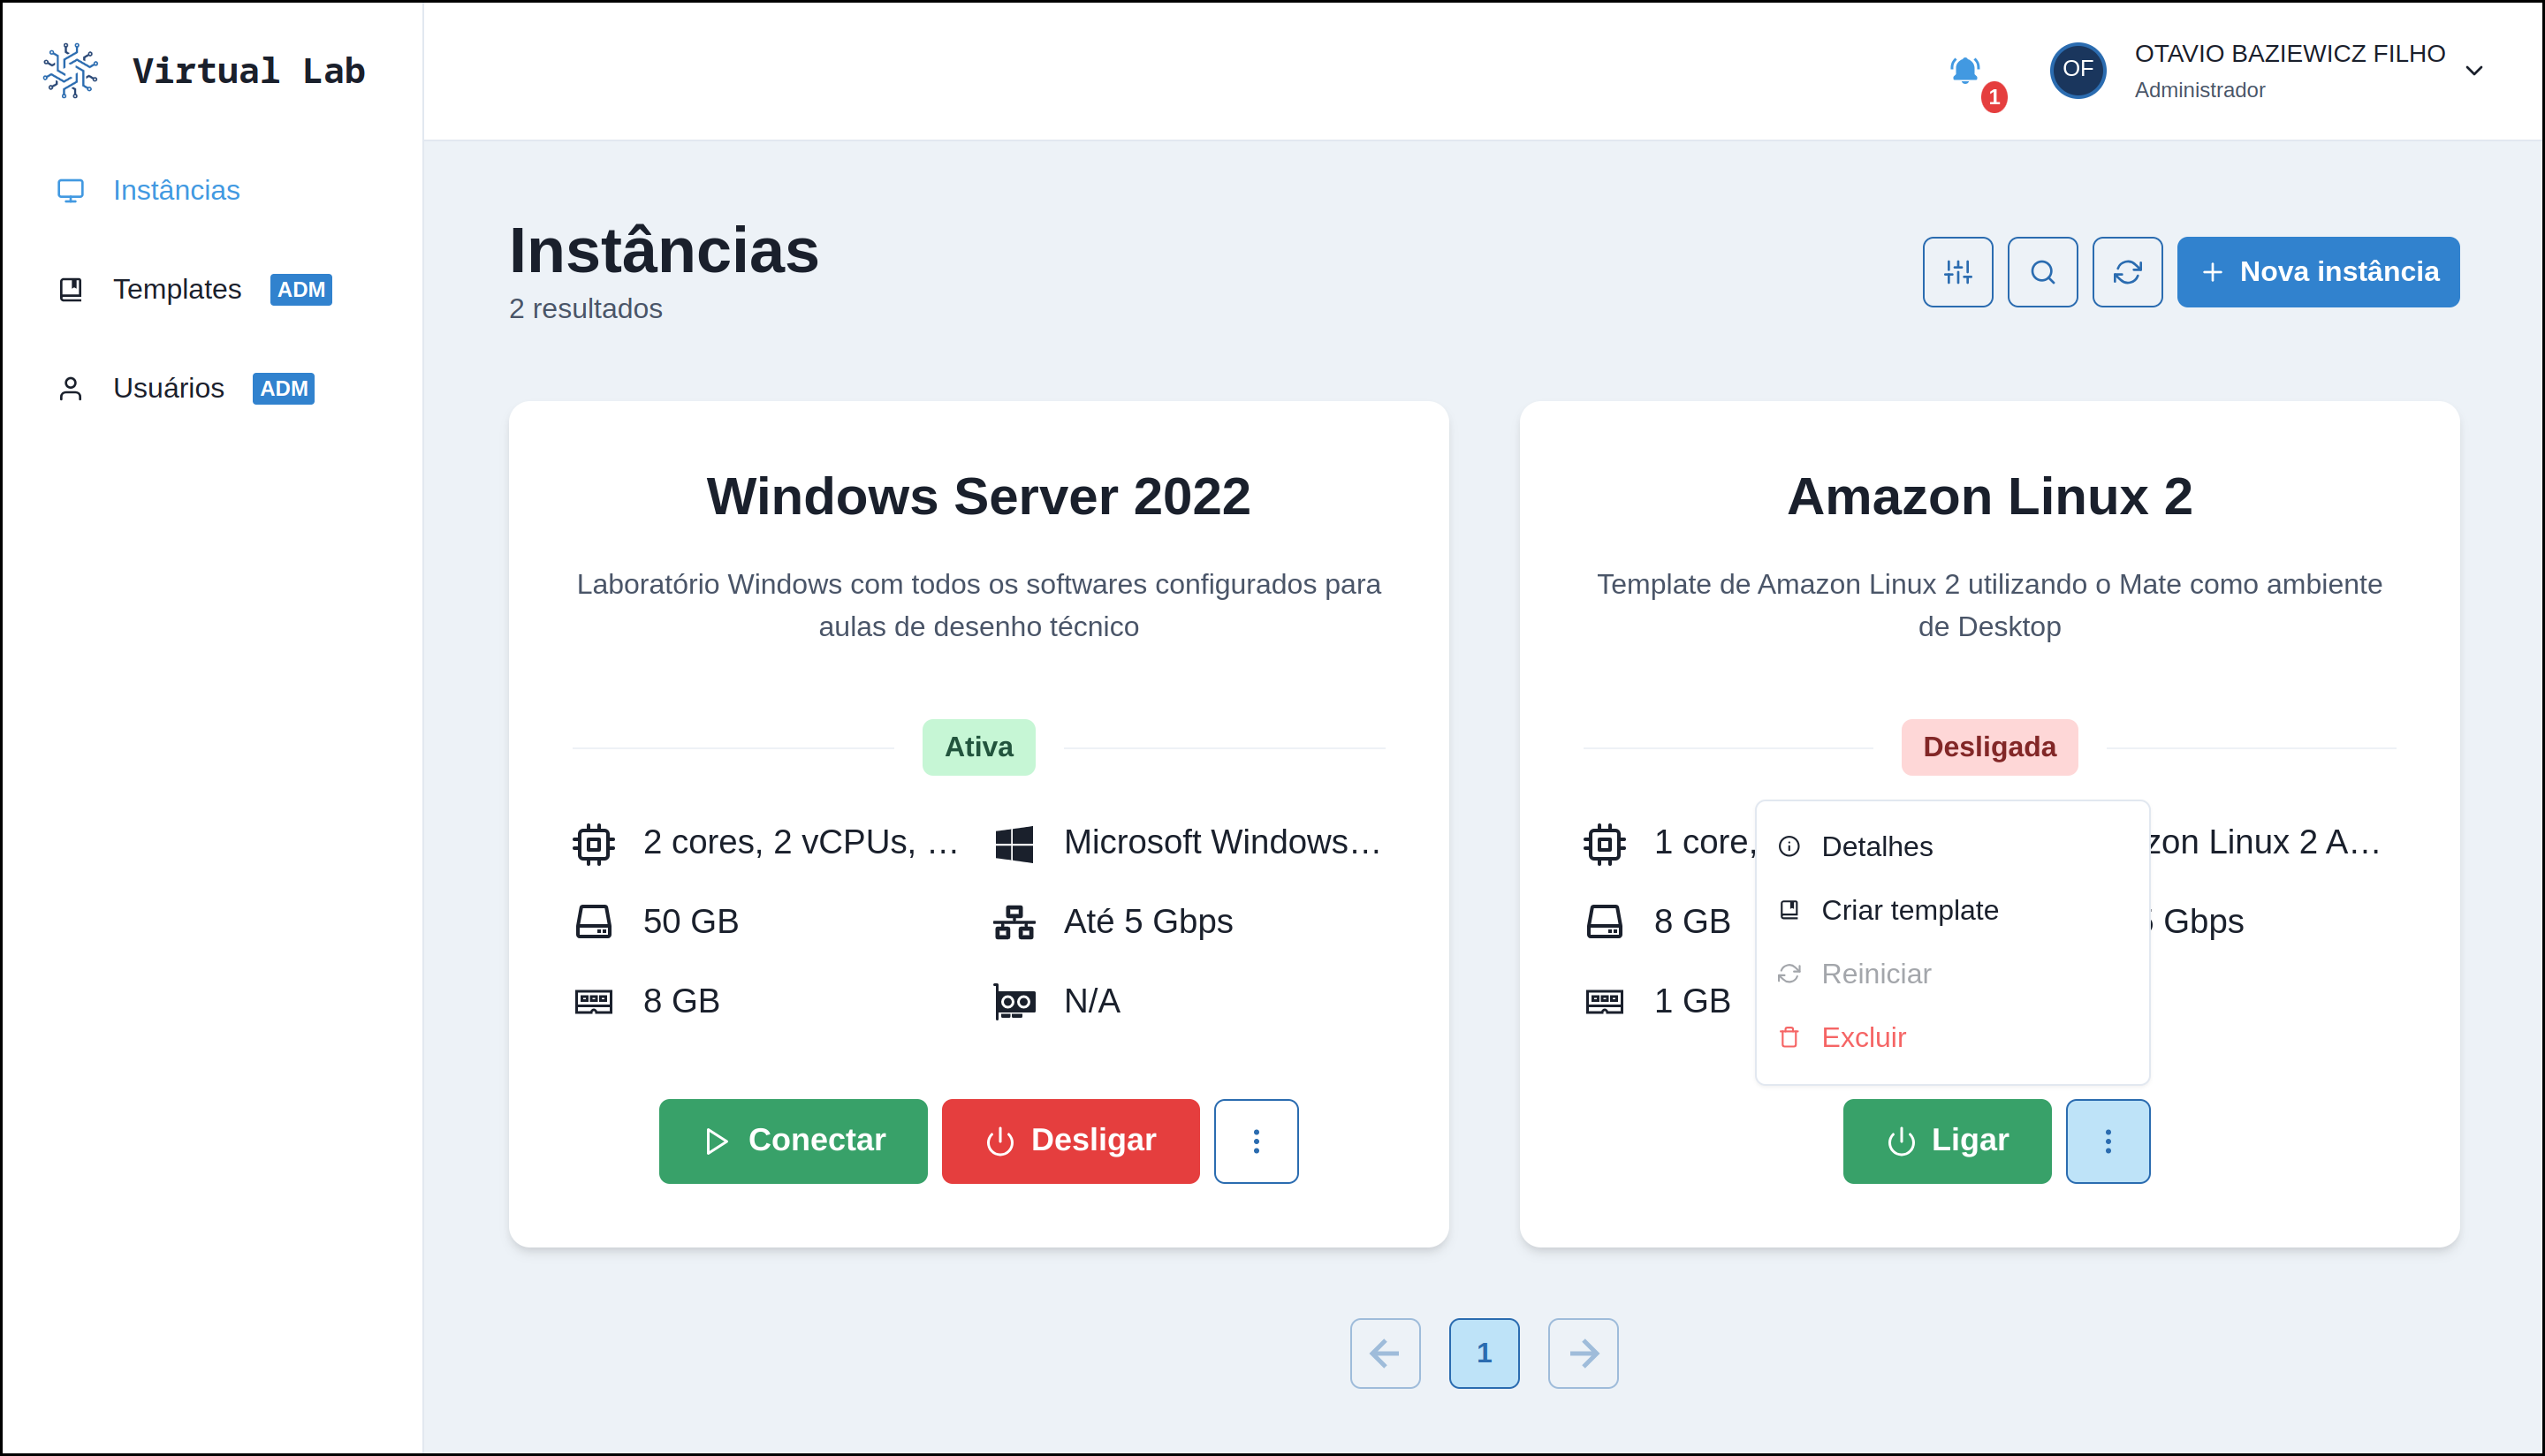 Virtual Lab
1
OF
OTAVIO BAZIEWICZ FILHO
Administrador
Instâncias
Templates ADM
Usuários ADM
Instâncias
2 resultados
Nova instância
Windows Server 2022
Laboratório Windows com todos os softwares configurados para
aulas de desenho técnico
Ativa
2 cores, 2 vCPUs, …
Microsoft Windows…
50 GB
Até 5 Gbps
8 GB
N/A
Conectar
Desligar
Amazon Linux 2
Template de Amazon Linux 2 utilizando o Mate como ambiente
de Desktop
Desligada
1 core,
zon Linux 2 A…
8 GB
Gbps
1 GB
Detalhes
Criar template
Reiniciar
Excluir
Ligar
1